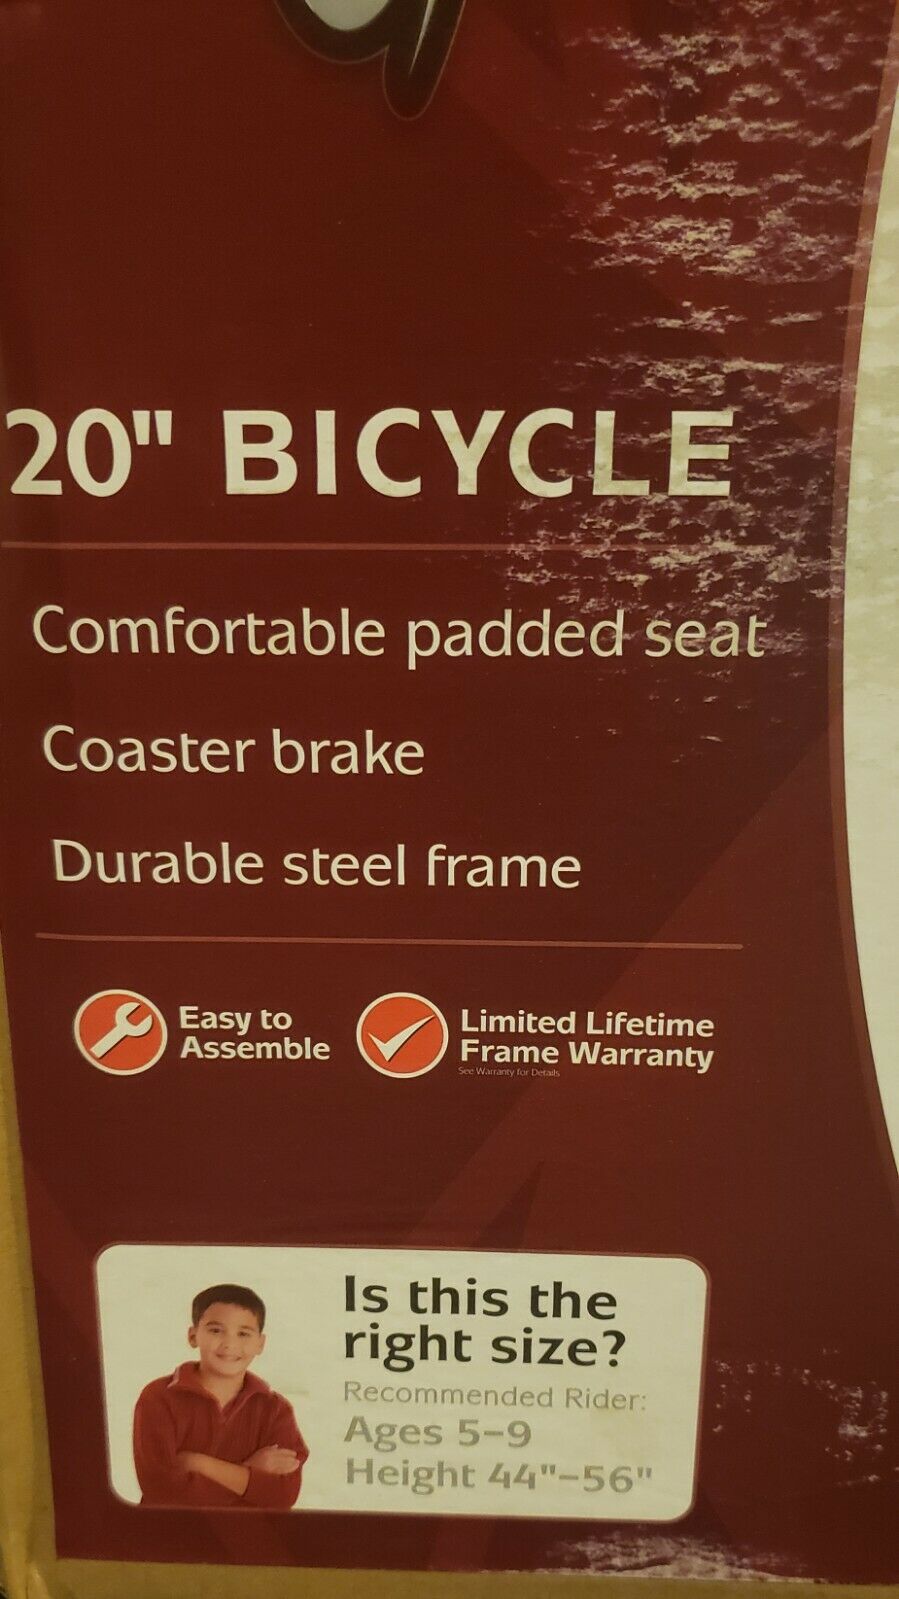 20" BICYCLE
Comfortable padded seat
Coaster brake
Durable steel frame
Easy to
Assemble
Limited Lifetime
Frame Warranty
See Warranty for Details
Is this the
right size?
Recommended Rider:
Ages 5–9
Height 44"–56"